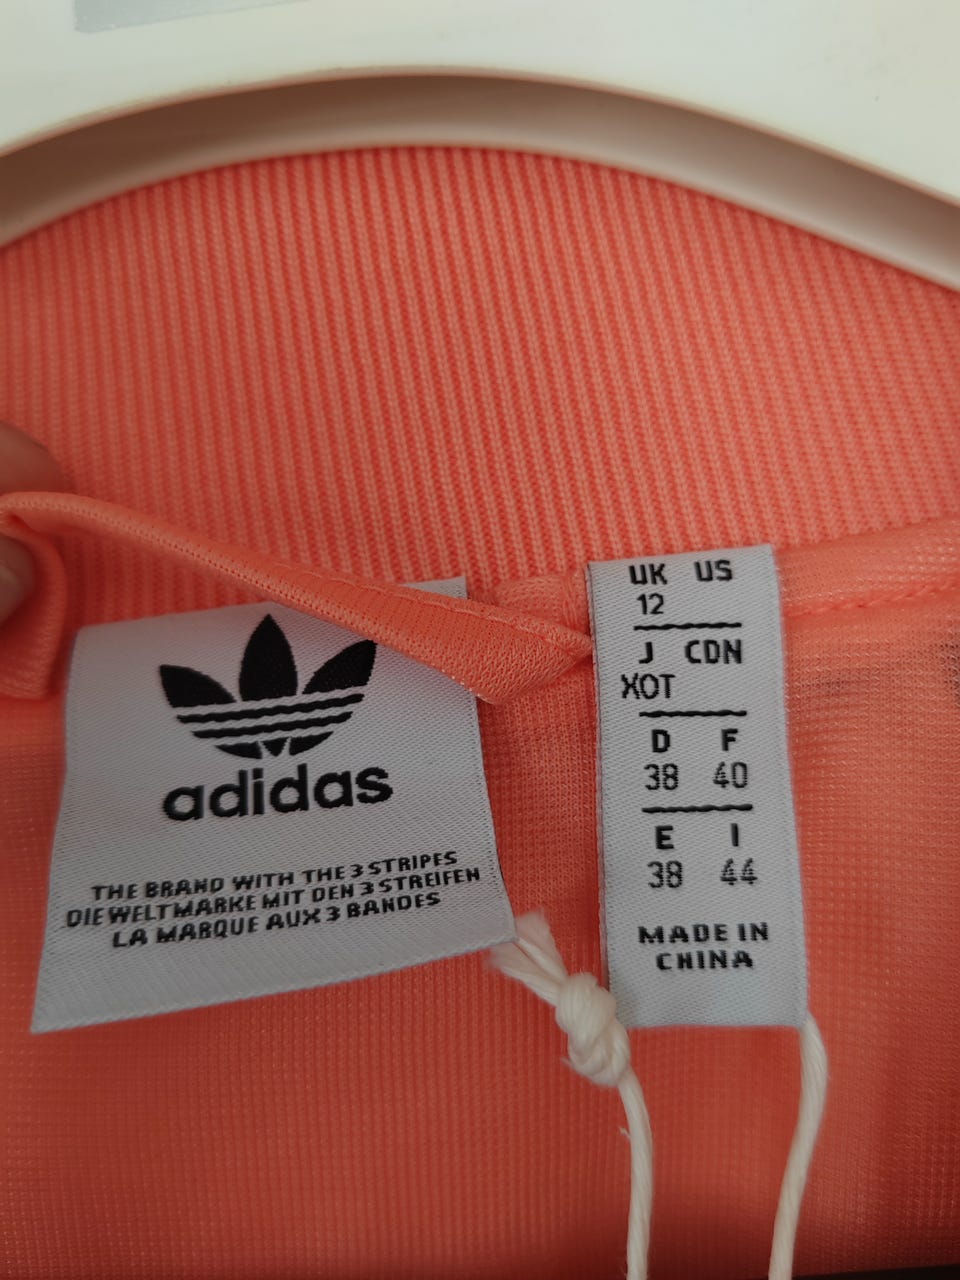 adidas
THE BRAND WITH THE 3 STRIPES
DIE WELTMARKE MIT DEN 3 STREIFEN
LA MARQUE AUX 3 BANDES
UK US
12
J CDN
XOT
D F
38 40
E I
38 44
MADE IN
CHINA